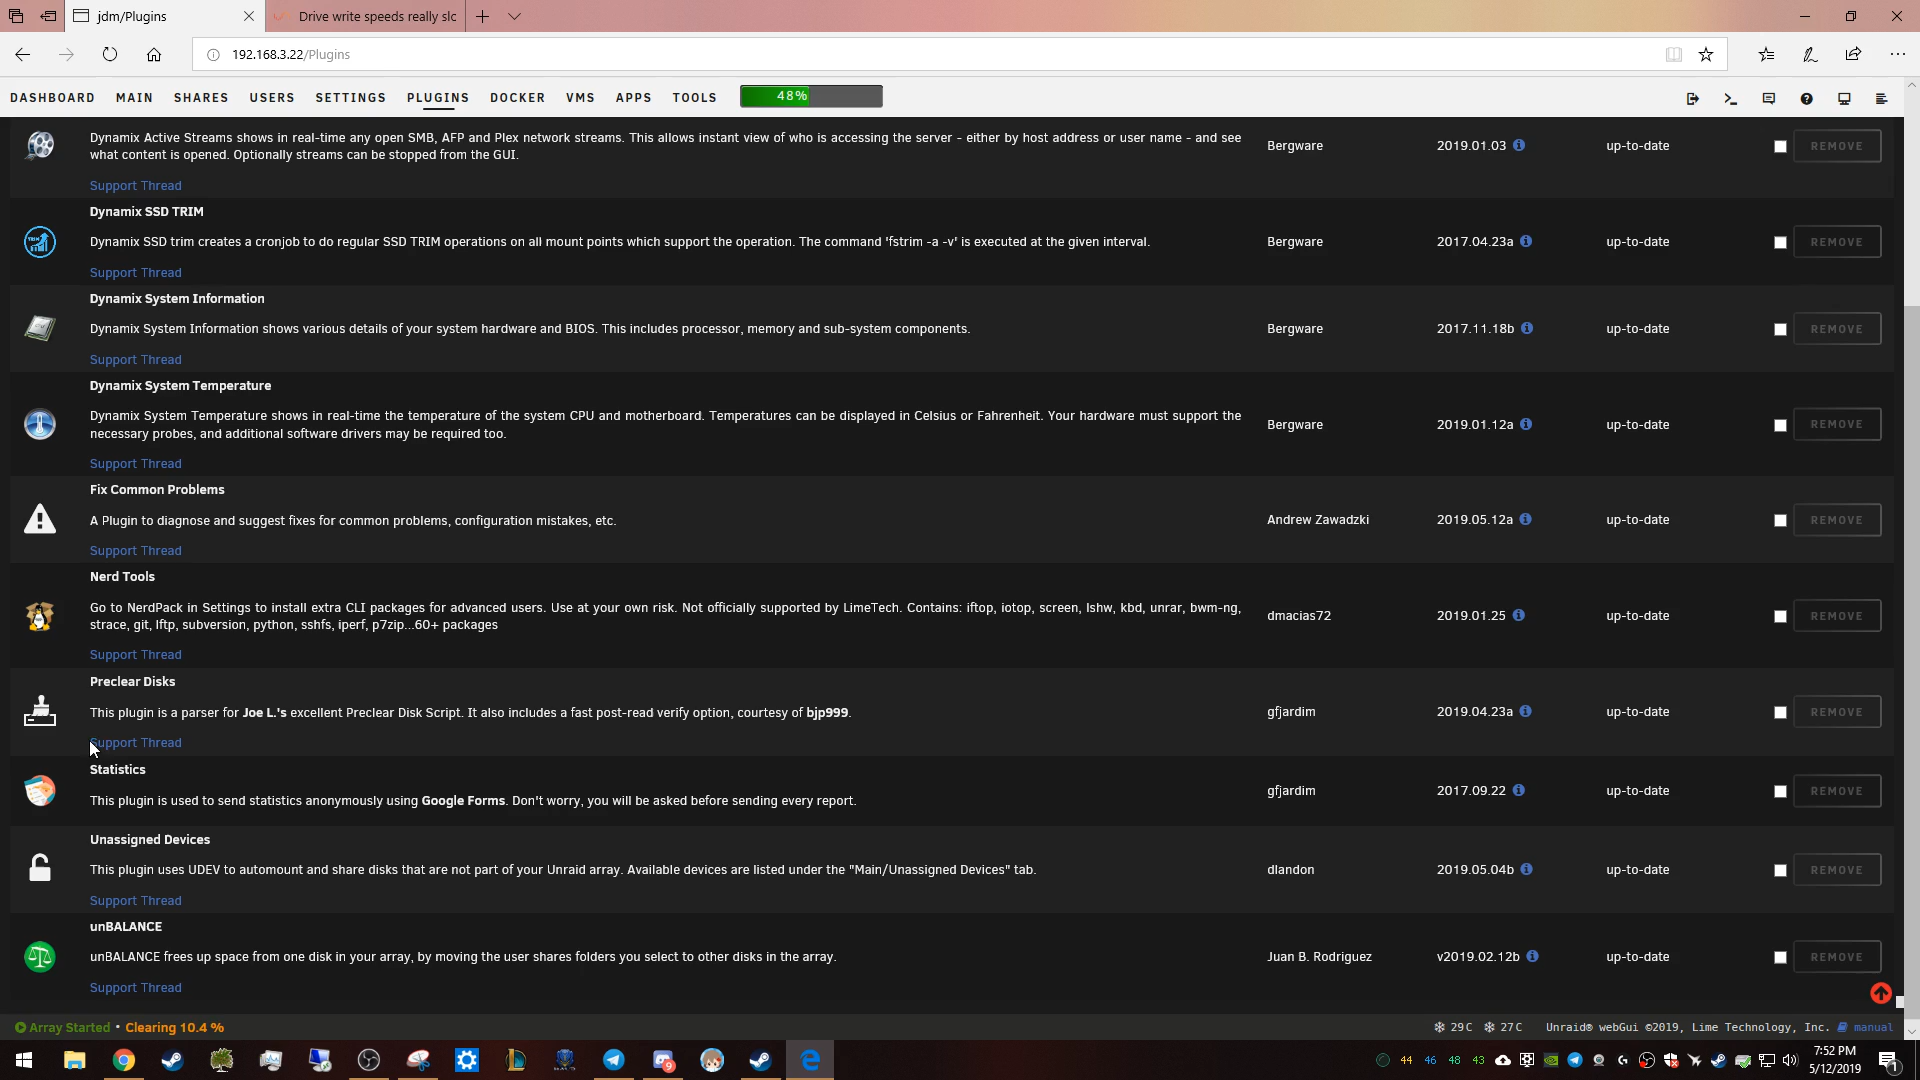 jdm/Plugins
Drive write speeds really slc
192.168.3.22/Plugins
DASHBOARD MAIN SHARES USERS SETTINGS PLUGINS DOCKER VMS APPS TOOLS 48%
Dynamix Active Streams shows in real-time any open SMB, AFP and Plex network streams. This allows instant view of who is accessing the server - either by host address or user name - and see
what content is opened. Optionally streams can be stopped from the GUI.
Bergware 2019.01.03 up-to-date REMOVE
Support Thread
Dynamix SSD TRIM
Dynamix SSD trim creates a cronjob to do regular SSD TRIM operations on all mount points which support the operation. The command 'fstrim -a -v' is executed at the given interval.
Bergware 2017.04.23a up-to-date REMOVE
Support Thread
Dynamix System Information
Dynamix System Information shows various details of your system hardware and BIOS. This includes processor, memory and sub-system components.
Bergware 2017.11.18b up-to-date REMOVE
Support Thread
Dynamix System Temperature
Dynamix System Temperature shows in real-time the temperature of the system CPU and motherboard. Temperatures can be displayed in Celsius or Fahrenheit. Your hardware must support the
necessary probes, and additional software drivers may be required too.
Bergware 2019.01.12a up-to-date REMOVE
Support Thread
Fix Common Problems
A Plugin to diagnose and suggest fixes for common problems, configuration mistakes, etc.
Andrew Zawadzki 2019.05.12a up-to-date REMOVE
Support Thread
Nerd Tools
Go to NerdPack in Settings to install extra CLI packages for advanced users. Use at your own risk. Not officially supported by LimeTech. Contains: iftop, iotop, screen, lshw, kbd, unrar, bwm-ng,
strace, git, lftp, subversion, python, sshfs, iperf, p7zip...60+ packages
dmacias72 2019.01.25 up-to-date REMOVE
Support Thread
Preclear Disks
This plugin is a parser for Joe L.'s excellent Preclear Disk Script. It also includes a fast post-read verify option, courtesy of bjp999.
gfjardim 2019.04.23a up-to-date REMOVE
Support Thread
Statistics
This plugin is used to send statistics anonymously using Google Forms. Don't worry, you will be asked before sending every report.
gfjardim 2017.09.22 up-to-date REMOVE
Unassigned Devices
This plugin uses UDEV to automount and share disks that are not part of your Unraid array. Available devices are listed under the "Main/Unassigned Devices" tab.
dlandon 2019.05.04b up-to-date REMOVE
Support Thread
unBALANCE
unBALANCE frees up space from one disk in your array, by moving the user shares folders you select to other disks in the array.
Juan B. Rodriguez v2019.02.12b up-to-date REMOVE
Support Thread
Array Started • Clearing 10.4 %
29C 27C Unraid® webGui ©2019, Lime Technology, Inc. manual
44 46 48 43
7:52 PM
5/12/2019
9
1